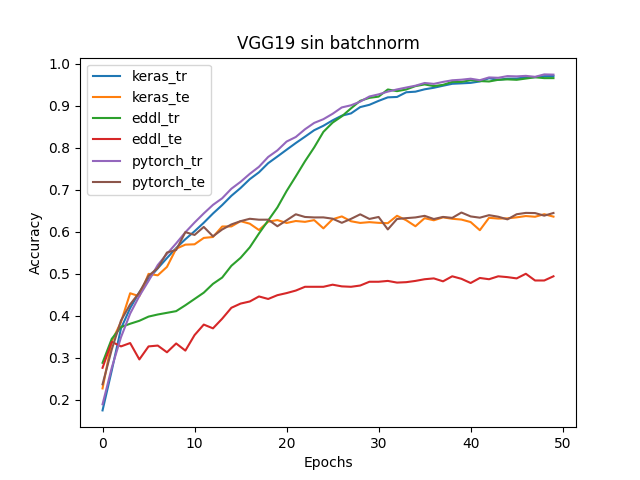 VGG19 sin batchnorm
keras_tr
keras_te
eddl_tr
eddl_te
pytorch_tr
pytorch_te
Accuracy
1.0
0.9
0.8
0.7
0.6
0.5
0.4
0.3
0.2
0 10 20 30 40 50
Epochs